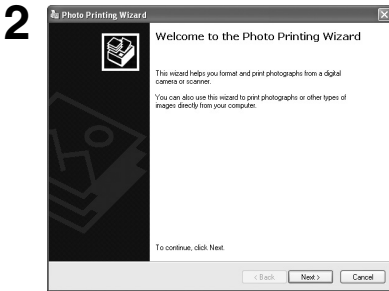 2
Photo Printing Wizard
Welcome to the Photo Printing Wizard
This wizard helps you format and print photographs from a digital
camera or scanner.
You can also use this wizard to print photographs or other types of
images directly from your computer.
To continue, click Next.
< Back Next > Cancel